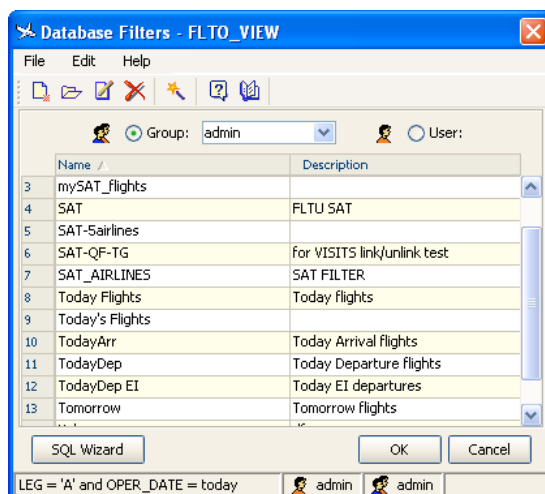 Database Filters - FLTO_VIEW
File Edit Help
Group: admin User:
Name Description
3 mySAT_flights
4 SAT FLTU SAT
5 SAT-5airlines
6 SAT-QF-TG for VISITS link/unlink test
7 SAT_AIRLINES SAT FILTER
8 Today Flights Today flights
9 Today's Flights
10 TodayArr Today Arrival flights
11 TodayDep Today Departure flights
12 TodayDep EI Today EI departures
13 Tomorrow Tomorrow flights
SQL Wizard OK Cancel
LEG = 'A' and OPER_DATE = today admin admin